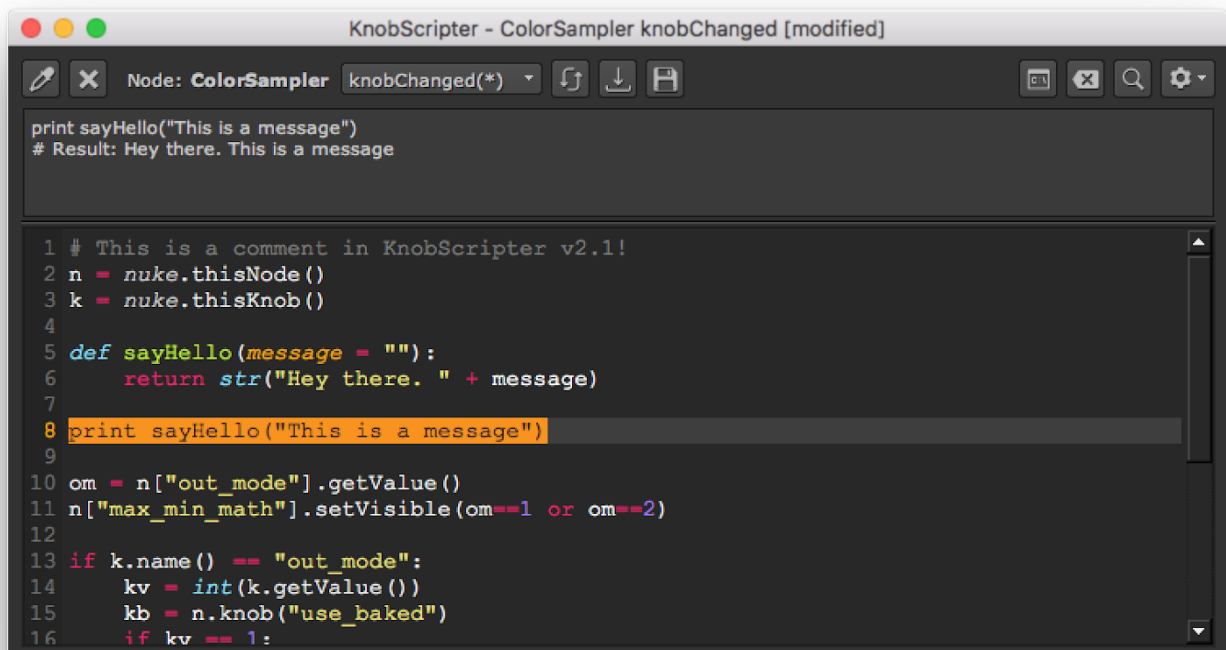 KnobScripter - ColorSampler knobChanged [modified]
Node: ColorSampler knobChanged(*)
print sayHello("This is a message")
# Result: Hey there. This is a message
1 # This is a comment in KnobScripter v2.1!
2 n = nuke.thisNode()
3 k = nuke.thisKnob()
4
5 def sayHello(message = ""):
6     return str("Hey there. " + message)
7
8 print sayHello("This is a message")
9
10 om = n["out_mode"].getValue()
11 n["max_min_math"].setVisible(om==1 or om==2)
12
13 if k.name() == "out_mode":
14     kv = int(k.getValue())
15     kb = n.knob("use_baked")
16     if kv == 1: